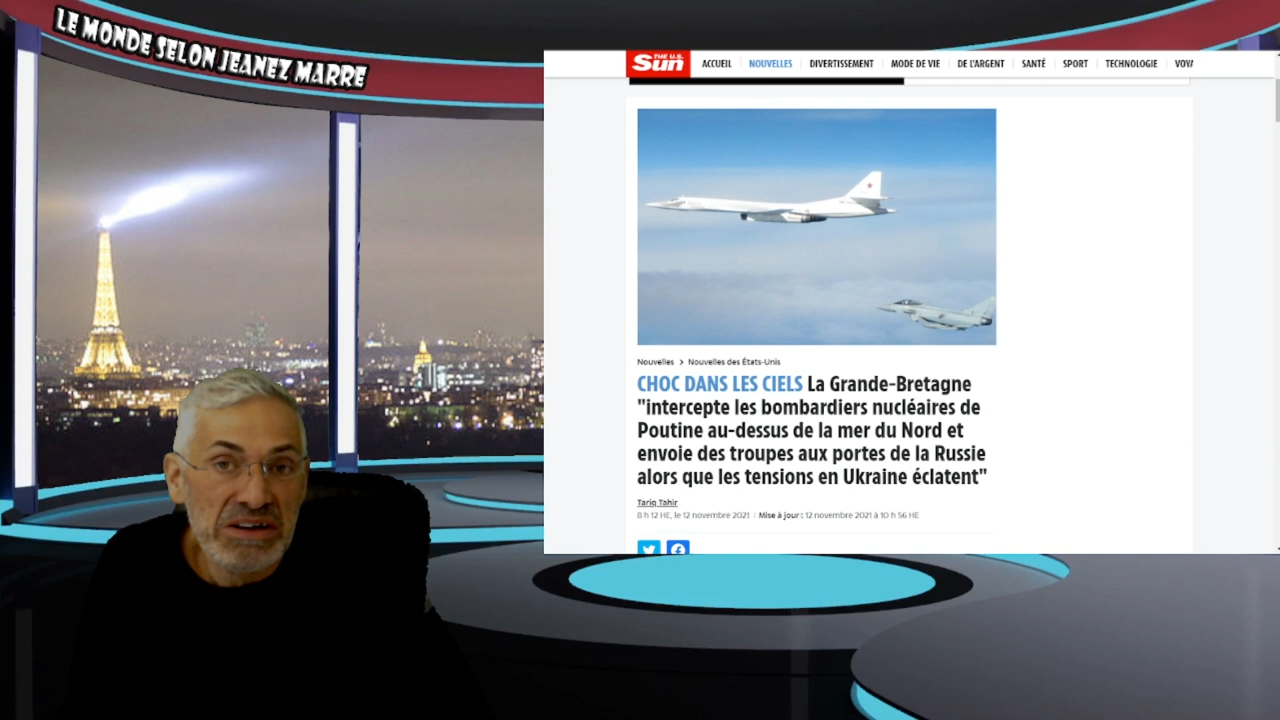 LE MONDE SELON JEANEZ MARRE
THE U.S. Sun
ACCUEIL NOUVELLES DIVERTISSEMENT MODE DE VIE DE L'ARGENT SANTÉ SPORT TECHNOLOGIE VOYA
Nouvelles > Nouvelles des États-Unis
CHOC DANS LES CIELS La Grande-Bretagne
"intercepte les bombardiers nucléaires de
Poutine au-dessus de la mer du Nord et
envoie des troupes aux portes de la Russie
alors que les tensions en Ukraine éclatent"
Tariq Tahir
8 h 12 HE, le 12 novembre 2021 | Mise à jour : 12 novembre 2021 à 10 h 56 HE